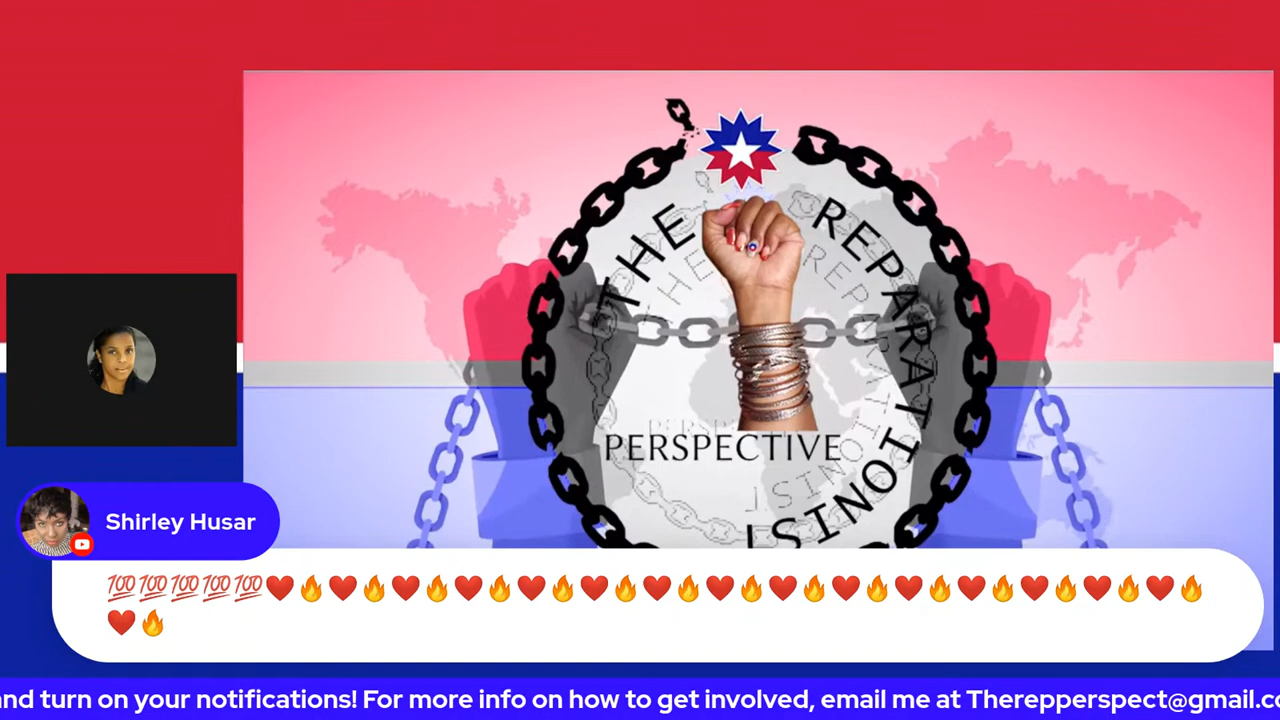 THE REPARATIONIST
PERSPECTIVE
Shirley Husar
💯💯💯💯💯❤️🔥❤️🔥❤️🔥❤️🔥❤️🔥❤️🔥❤️🔥❤️🔥❤️🔥❤️🔥❤️🔥❤️🔥❤️🔥❤️🔥❤️🔥
❤️🔥
and turn on your notifications! For more info on how to get involved, email me at Therepperspect@gmail.co